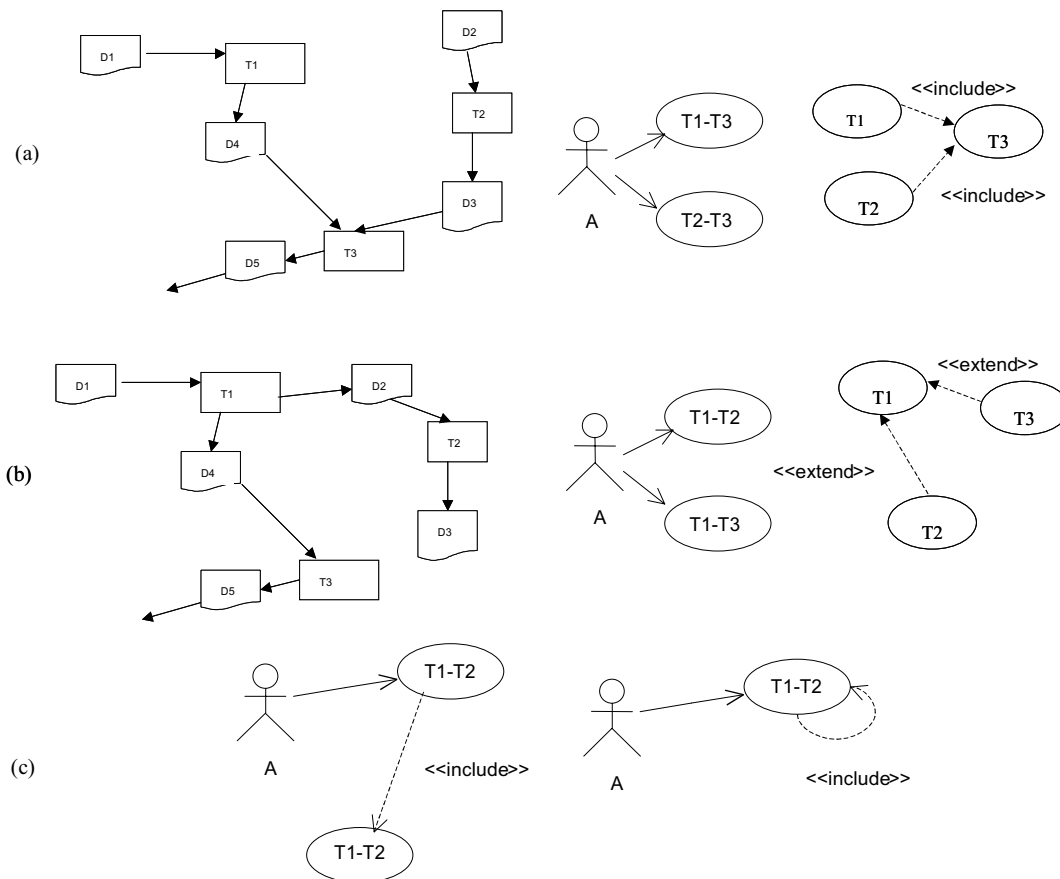 D1
D2
T1
<<include>>
T2
T1-T3
T1
T3
D4
(a)
T2
<<include>>
D3
T2-T3
A
T3
D5
<<extend>>
D1
D2
T1
T1
T1-T2
T3
T2
D4
(b)
<<extend>>
A
T1-T3
T2
D3
T3
D5
T1-T2
T1-T2
A
(c)
<<include>>
A
<<include>>
T1-T2